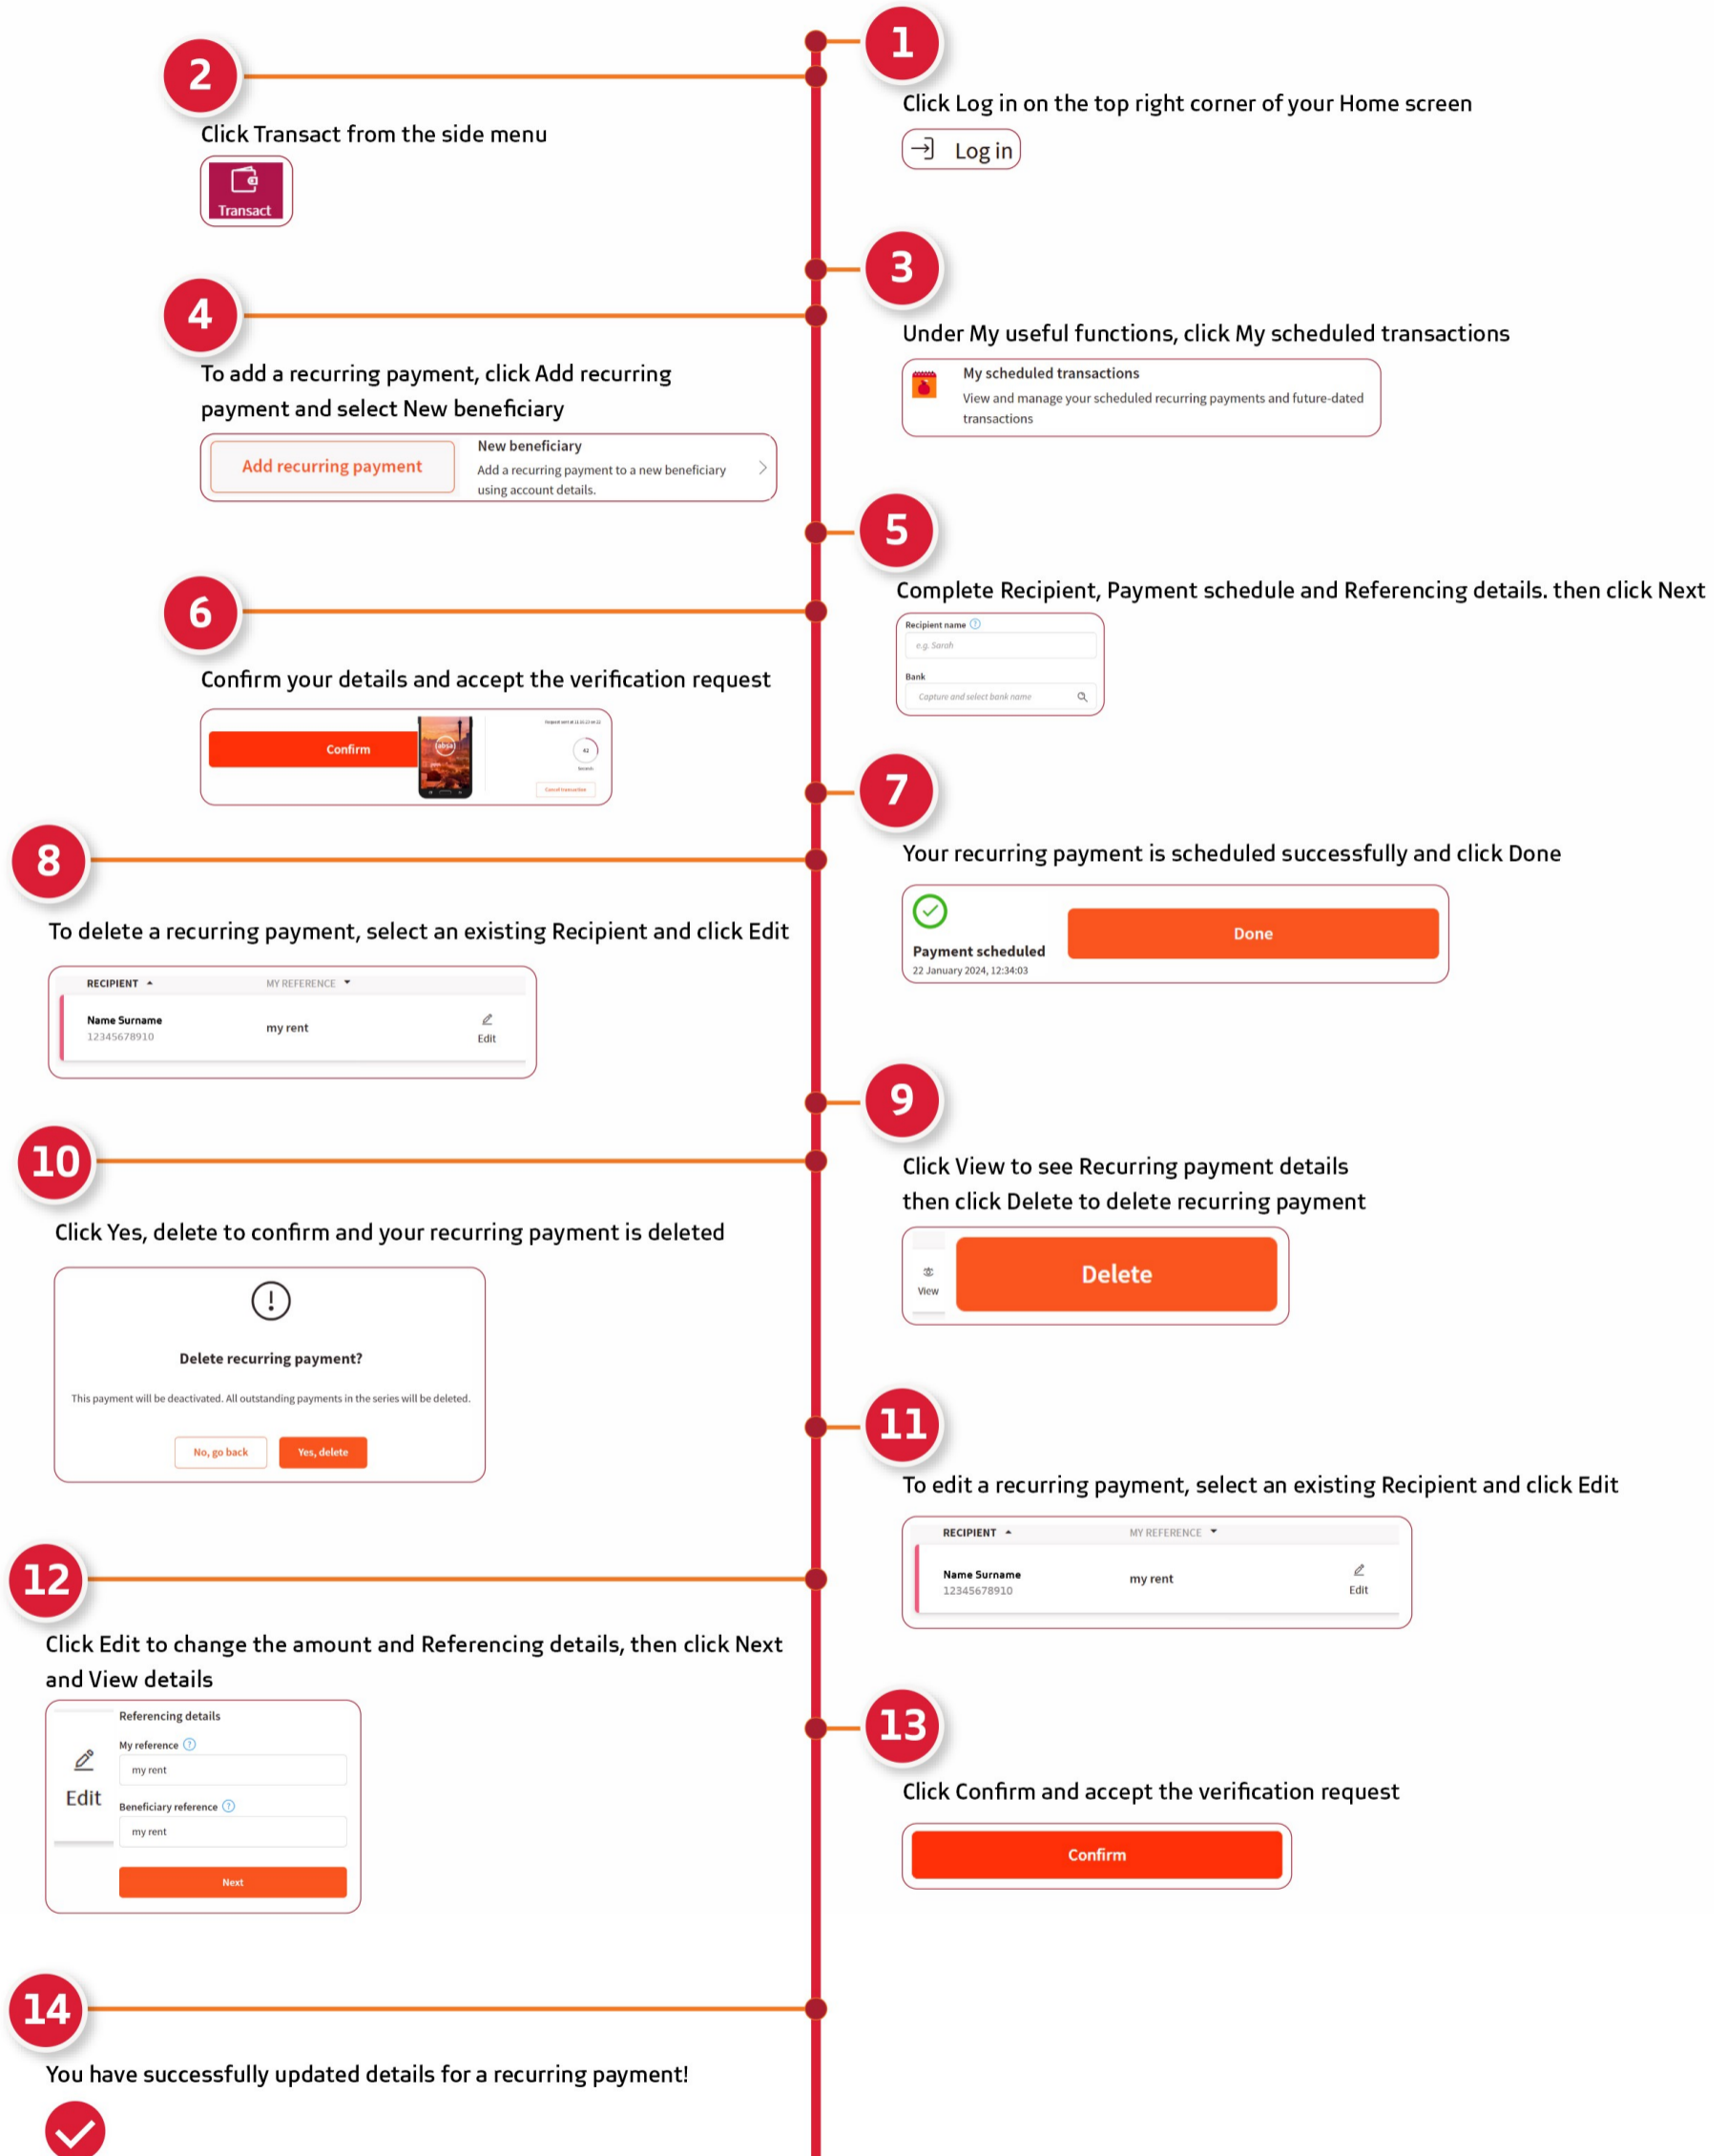 1
Click Log in on the top right corner of your Home screen
Log in
2
Click Transact from the side menu
Transact
3
Under My useful functions, click My scheduled transactions
My scheduled transactions
View and manage your scheduled recurring payments and future-dated
transactions
4
To add a recurring payment, click Add recurring
payment and select New beneficiary
Add recurring payment
New beneficiary
Add a recurring payment to a new beneficiary
using account details.
5
Complete Recipient, Payment schedule and Referencing details. then click Next
Recipient name ?
e.g. Sarah
Bank
Capture and select bank name
6
Confirm your details and accept the verification request
Confirm
absa
Seconds
Cancel transaction
7
Your recurring payment is scheduled successfully and click Done
Payment scheduled
22 January 2024, 12:34:03
Done
8
To delete a recurring payment, select an existing Recipient and click Edit
RECIPIENT MY REFERENCE
Name Surname
12345678910
my rent
Edit
9
Click View to see Recurring payment details
then click Delete to delete recurring payment
View
Delete
10
Click Yes, delete to confirm and your recurring payment is deleted
!
Delete recurring payment?
This payment will be deactivated. All outstanding payments in the series will be deleted.
No, go back Yes, delete
11
To edit a recurring payment, select an existing Recipient and click Edit
RECIPIENT MY REFERENCE
Name Surname
12345678910
my rent
Edit
12
Click Edit to change the amount and Referencing details, then click Next
and View details
Edit
Referencing details
My reference ?
my rent
Beneficiary reference ?
my rent
Next
13
Click Confirm and accept the verification request
Confirm
14
You have successfully updated details for a recurring payment!